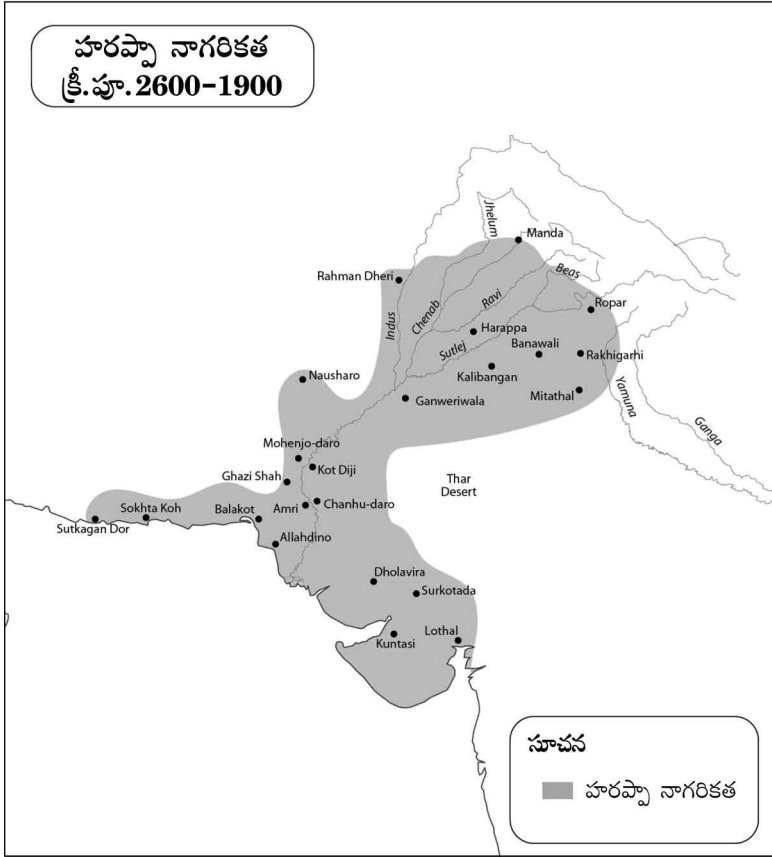 హరప్పా నాగరికత
క్రీ.పూ.2600-1900
Jhelum
Manda
Rahman Dheri
Beas
Indus
Chenab
Ravi
Ropar
Harappa
Sutlej
Banawali
Rakhigarhi
Kalibangan
Nausharo
Ganweriwala
Mitathal
Yamuna
Ganga
Mohenjo-daro
Kot Diji
Ghazi Shah
Thar
Desert
Sokhta Koh
Balakot
Amri
Chanhu-daro
Sutkagan Dor
Allahdino
Dholavira
Surkotada
Lothal
Kuntasi
సూచన
హరప్పా నాగరికత